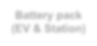 Battery pack
(EV & Station)